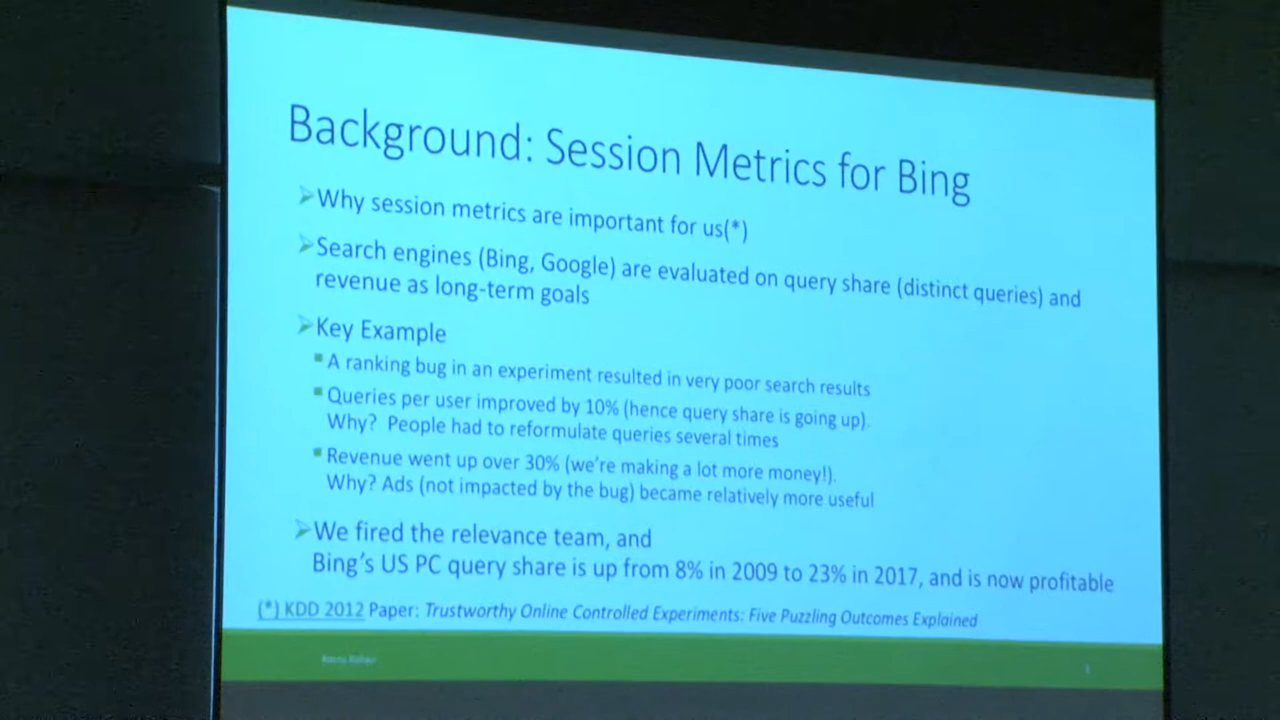 Background: Session Metrics for Bing
Why session metrics are important for us(*)
Search engines (Bing, Google) are evaluated on query share (distinct queries) and
revenue as long-term goals
Key Example
A ranking bug in an experiment resulted in very poor search results
Queries per user improved by 10% (hence query share is going up).
Why? People had to reformulate queries several times
Revenue went up over 30% (we're making a lot more money!).
Why? Ads (not impacted by the bug) became relatively more useful
We fired the relevance team, and
Bing's US PC query share is up from 8% in 2009 to 23% in 2017, and is now profitable
(*) KDD 2012 Paper: Trustworthy Online Controlled Experiments: Five Puzzling Outcomes Explained